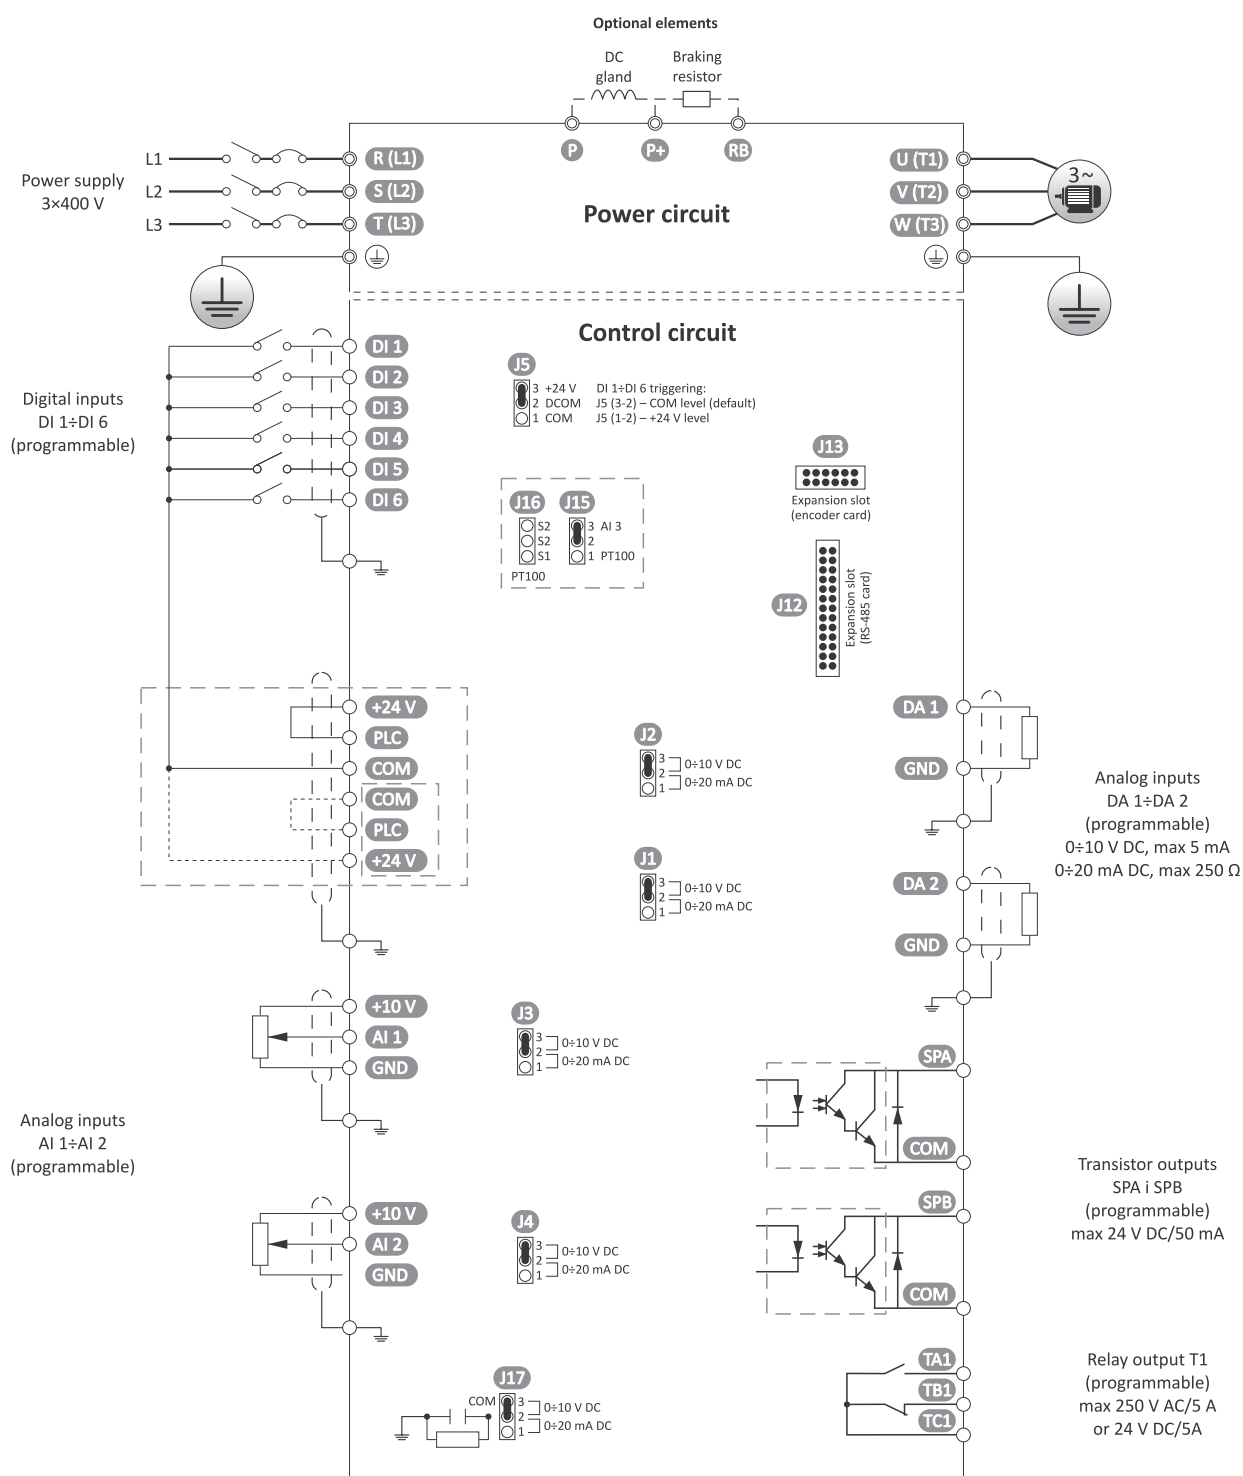 Optional elements
DC
gland
Braking
resistor
P
P+
RB
Power supply
3×400 V
L1
L2
L3
R (L1)
S (L2)
T (L3)
Power circuit
U (T1)
V (T2)
W (T3)
3~
Control circuit
Digital inputs
DI 1÷DI 6
(programmable)
DI 1
DI 2
DI 3
DI 4
DI 5
DI 6
J5
3 +24 V
2 DCOM
1 COM
DI 1÷DI 6 triggering:
J5 (3-2) – COM level (default)
J5 (1-2) – +24 V level
J13
Expansion slot
(encoder card)
J16
S2
S2
S1
PT100
J15
3 AI 3
2
1 PT100
J12
Expansion slot
(RS-485 card)
+24 V
PLC
COM
COM
PLC
+24 V
J2
3
2
1
0÷10 V DC
0÷20 mA DC
J1
3
2
1
0÷10 V DC
0÷20 mA DC
DA 1
GND
DA 2
GND
Analog inputs
DA 1÷DA 2
(programmable)
0÷10 V DC, max 5 mA
0÷20 mA DC, max 250 Ω
Analog inputs
AI 1÷AI 2
(programmable)
+10 V
AI 1
GND
J3
3
2
1
0÷10 V DC
0÷20 mA DC
+10 V
AI 2
GND
J4
3
2
1
0÷10 V DC
0÷20 mA DC
SPA
COM
SPB
COM
Transistor outputs
SPA i SPB
(programmable)
max 24 V DC/50 mA
J17
COM
3
2
1
0÷10 V DC
0÷20 mA DC
TA1
TB1
TC1
Relay output T1
(programmable)
max 250 V AC/5 A
or 24 V DC/5A